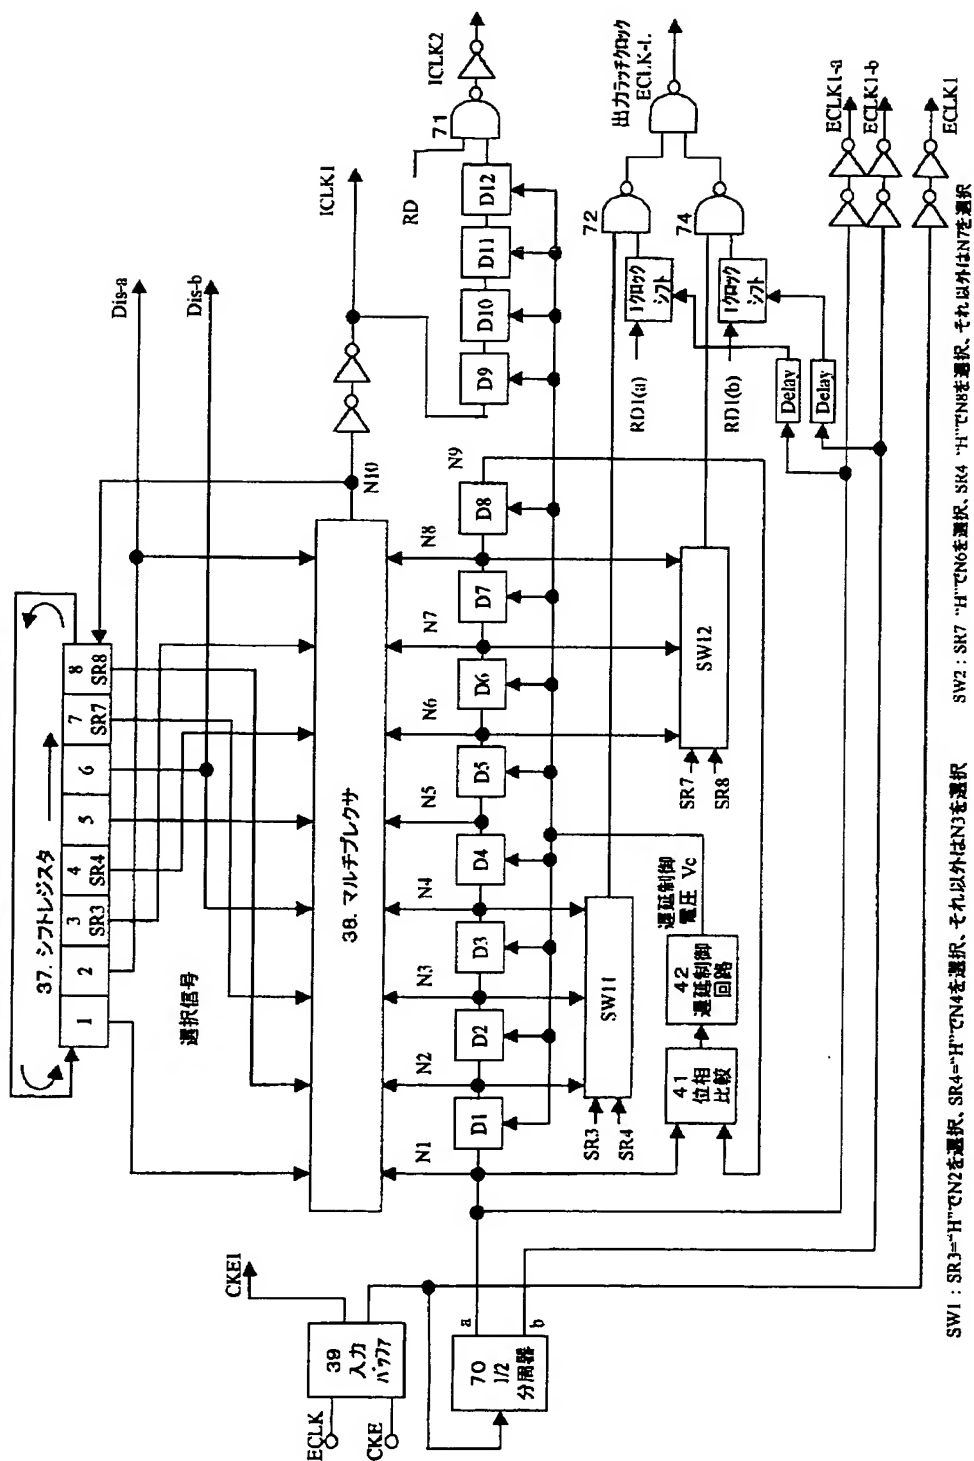 37. シフトレジスタ
1
2
3
SR3
4
SR4
5
6
7
SR7
8
SR8
選択信号
Dis-a
Dis-b
38. マルチプレクサ
N10
ICLK1
ICLK2
71
RD
CKE1
39
入力
バッファ
ECLK
CKE
70
1/2
分周器
a
b
N1
N2
N3
N4
N5
N6
N7
N8
N9
D1
D2
D3
D4
D5
D6
D7
D8
D9
D10
D11
D12
SR3
SR4
SW11
SR7
SR8
SW12
41
位相
比較
42
遅延制御
回路
遅延制御
電圧 Vc
72
74
1クロック
シフト
1クロック
シフト
RD1(a)
RD1(b)
Delay
Delay
出力ラッチクロック
ECLK-L
ECLK1-a
ECLK1-b
ECLK1
SW1 : SR3="H"でN2を選択、SR4="H"でN4を選択、それ以外はN3を選択
SW2 : SR7 "H"でN6を選択、SR4 "H"でN8を選択、それ以外はN7を選択